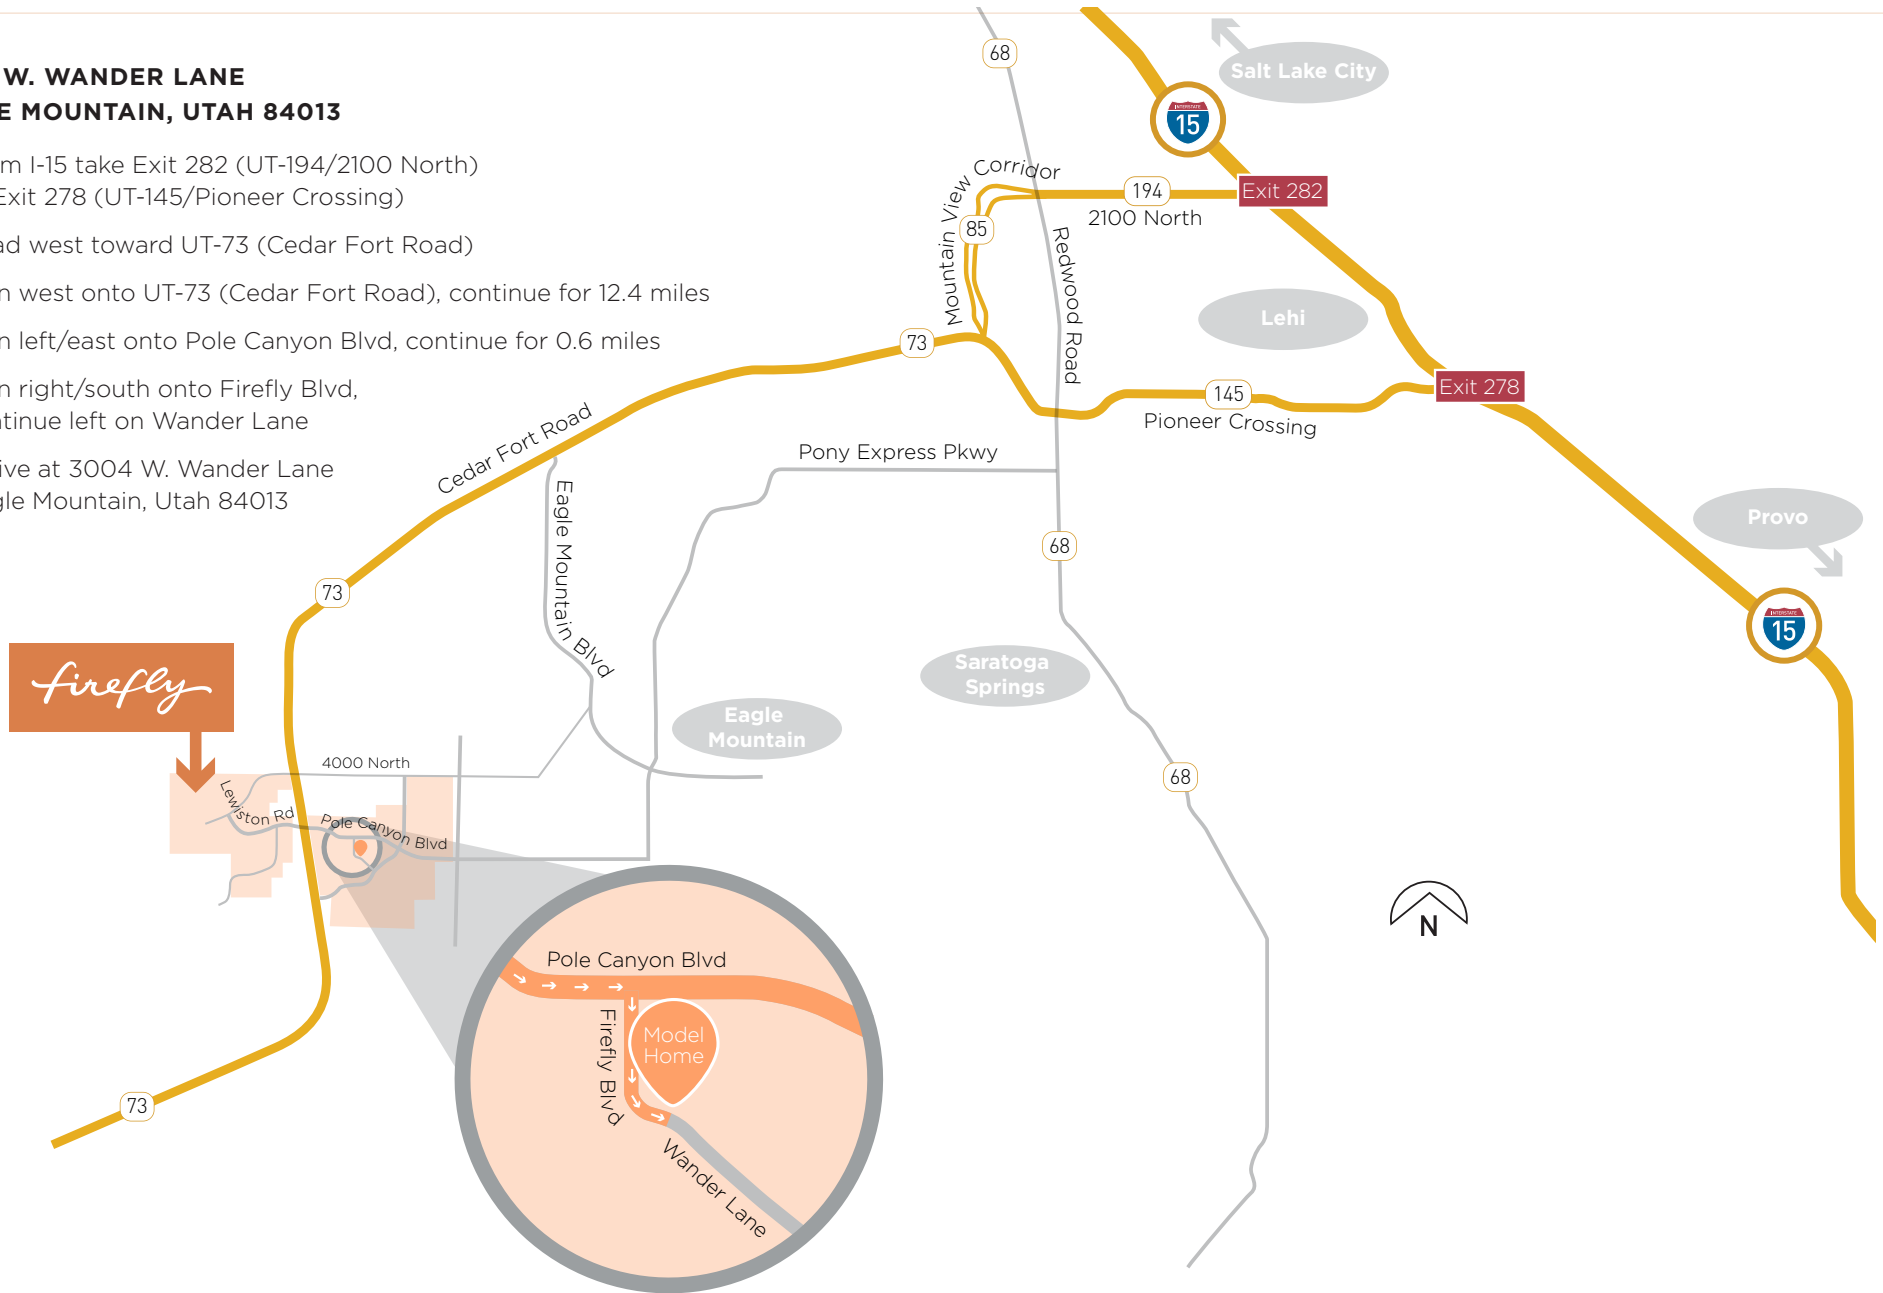 W. WANDER LANE
E MOUNTAIN, UTAH 84013
m I-15 take Exit 282 (UT-194/2100 North)
Exit 278 (UT-145/Pioneer Crossing)
ad west toward UT-73 (Cedar Fort Road)
n west onto UT-73 (Cedar Fort Road), continue for 12.4 miles
n left/east onto Pole Canyon Blvd, continue for 0.6 miles
n right/south onto Firefly Blvd,
ntinue left on Wander Lane
ive at 3004 W. Wander Lane
gle Mountain, Utah 84013
68
Salt Lake City
INTERSTATE
15
Mountain View Corridor
194
Exit 282
2100 North
85
Redwood Road
Lehi
73
145
Exit 278
Pioneer Crossing
Cedar Fort Road
Pony Express Pkwy
Eagle Mountain Blvd
68
Provo
73
INTERSTATE
15
firefly
Saratoga
Springs
Eagle
Mountain
4000 North
68
Lewiston Rd
Pole Canyon Blvd
N
Pole Canyon Blvd
Firefly Blvd
Model
Home
73
Wander Lane